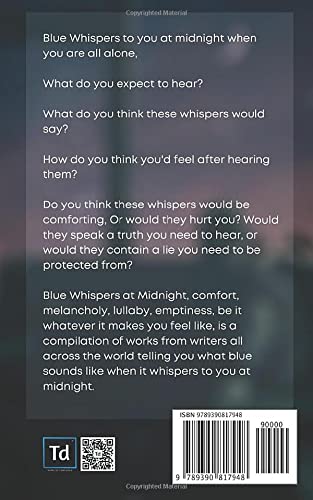 Blue Whispers to you at midnight when
you are all alone,
What do you expect to hear?
What do you think these whispers would
say?
How do you think you'd feel after hearing
them?
Do you think these whispers would be
comforting, Or would they hurt you? Would
they speak a truth you need to hear, or
would they contain a lie you need to be
protected from?
Blue Whispers at Midnight, comfort,
melancholy, lullaby, emptiness, be it
whatever it makes you feel like, is a
compilation of works from writers all
across the world telling you what blue
sounds like when it whispers to you at
midnight.
ISBN 9789390817948
90000
9 789390 817948
Td